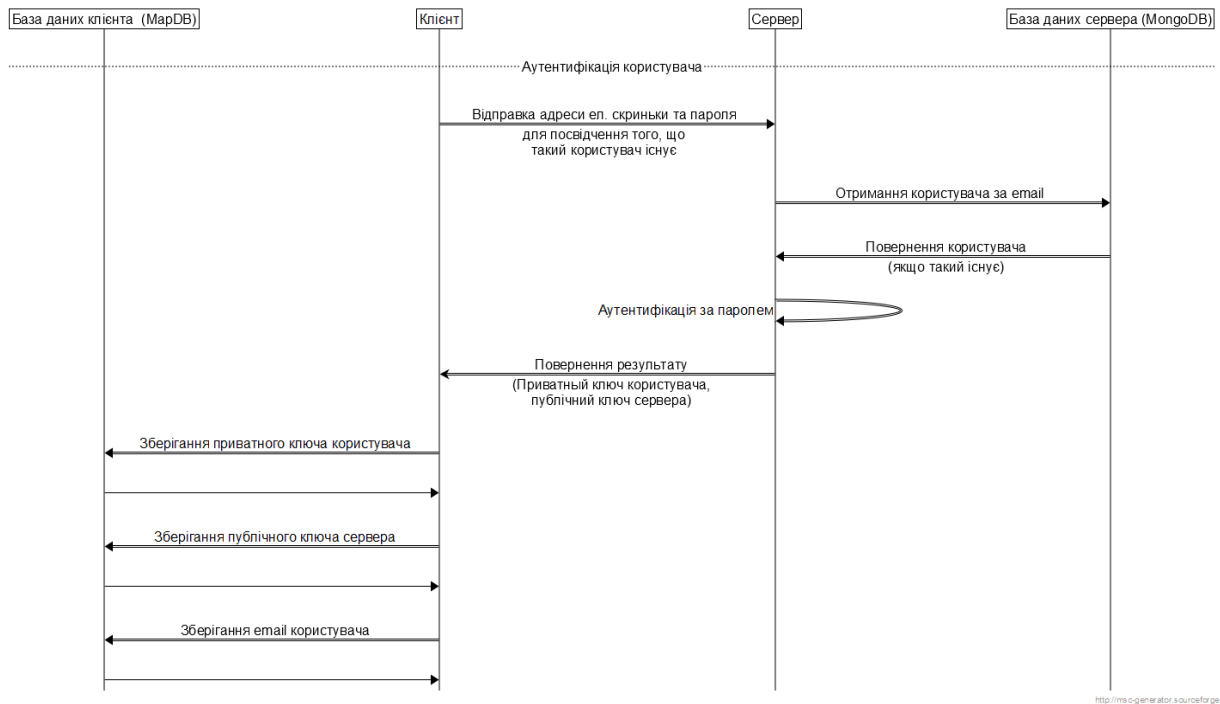 База даних клієнта (MapDB)
Клієнт
Сервер
База даних сервера (MongoDB)
Аутентифікація користувача
Відправка адреси ел. скриньки та пароля
для посвідчення того, що
такий користувач існує
Отримання користувача за email
Повернення користувача
(якщо такий існує)
Аутентифікація за паролем
Повернення результату
(Приватный ключ користувача,
публічний ключ сервера)
Зберігання приватного ключа користувача
Зберігання публічного ключа сервера
Зберігання email користувача
http://msc-generator.sourceforge